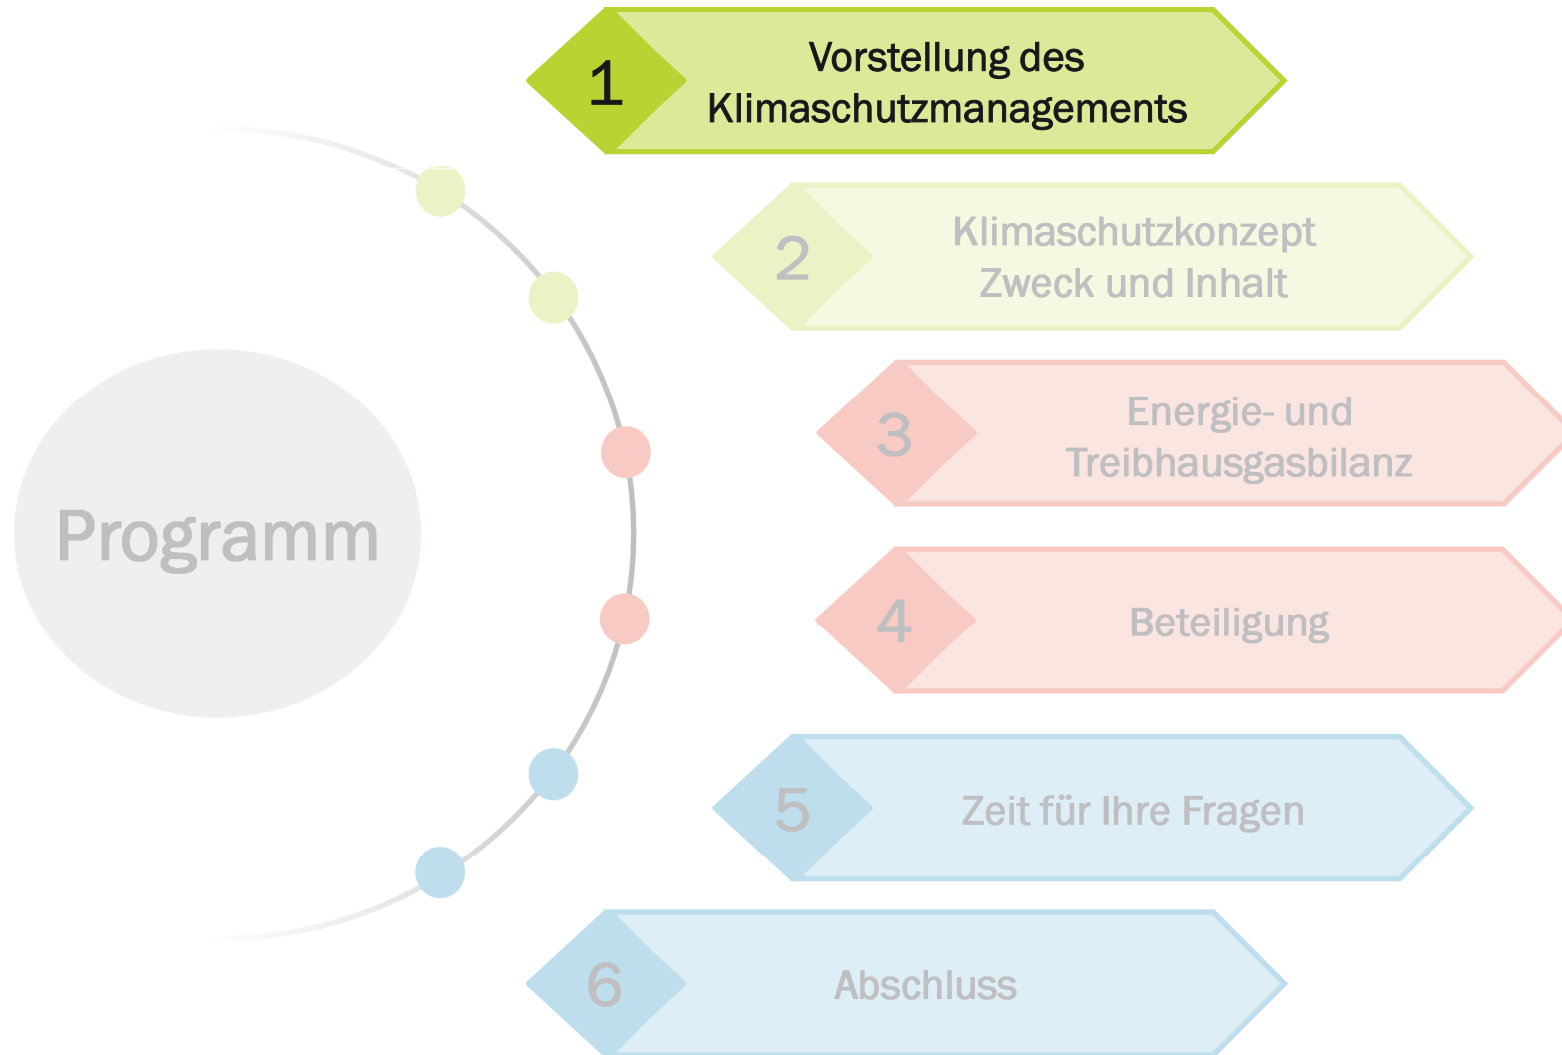 Programm
1
Vorstellung des
Klimaschutzmanagements
2
Klimaschutzkonzept
Zweck und Inhalt
3
Energie- und
Treibhausgasbilanz
4
Beteiligung
5
Zeit für Ihre Fragen
6
Abschluss